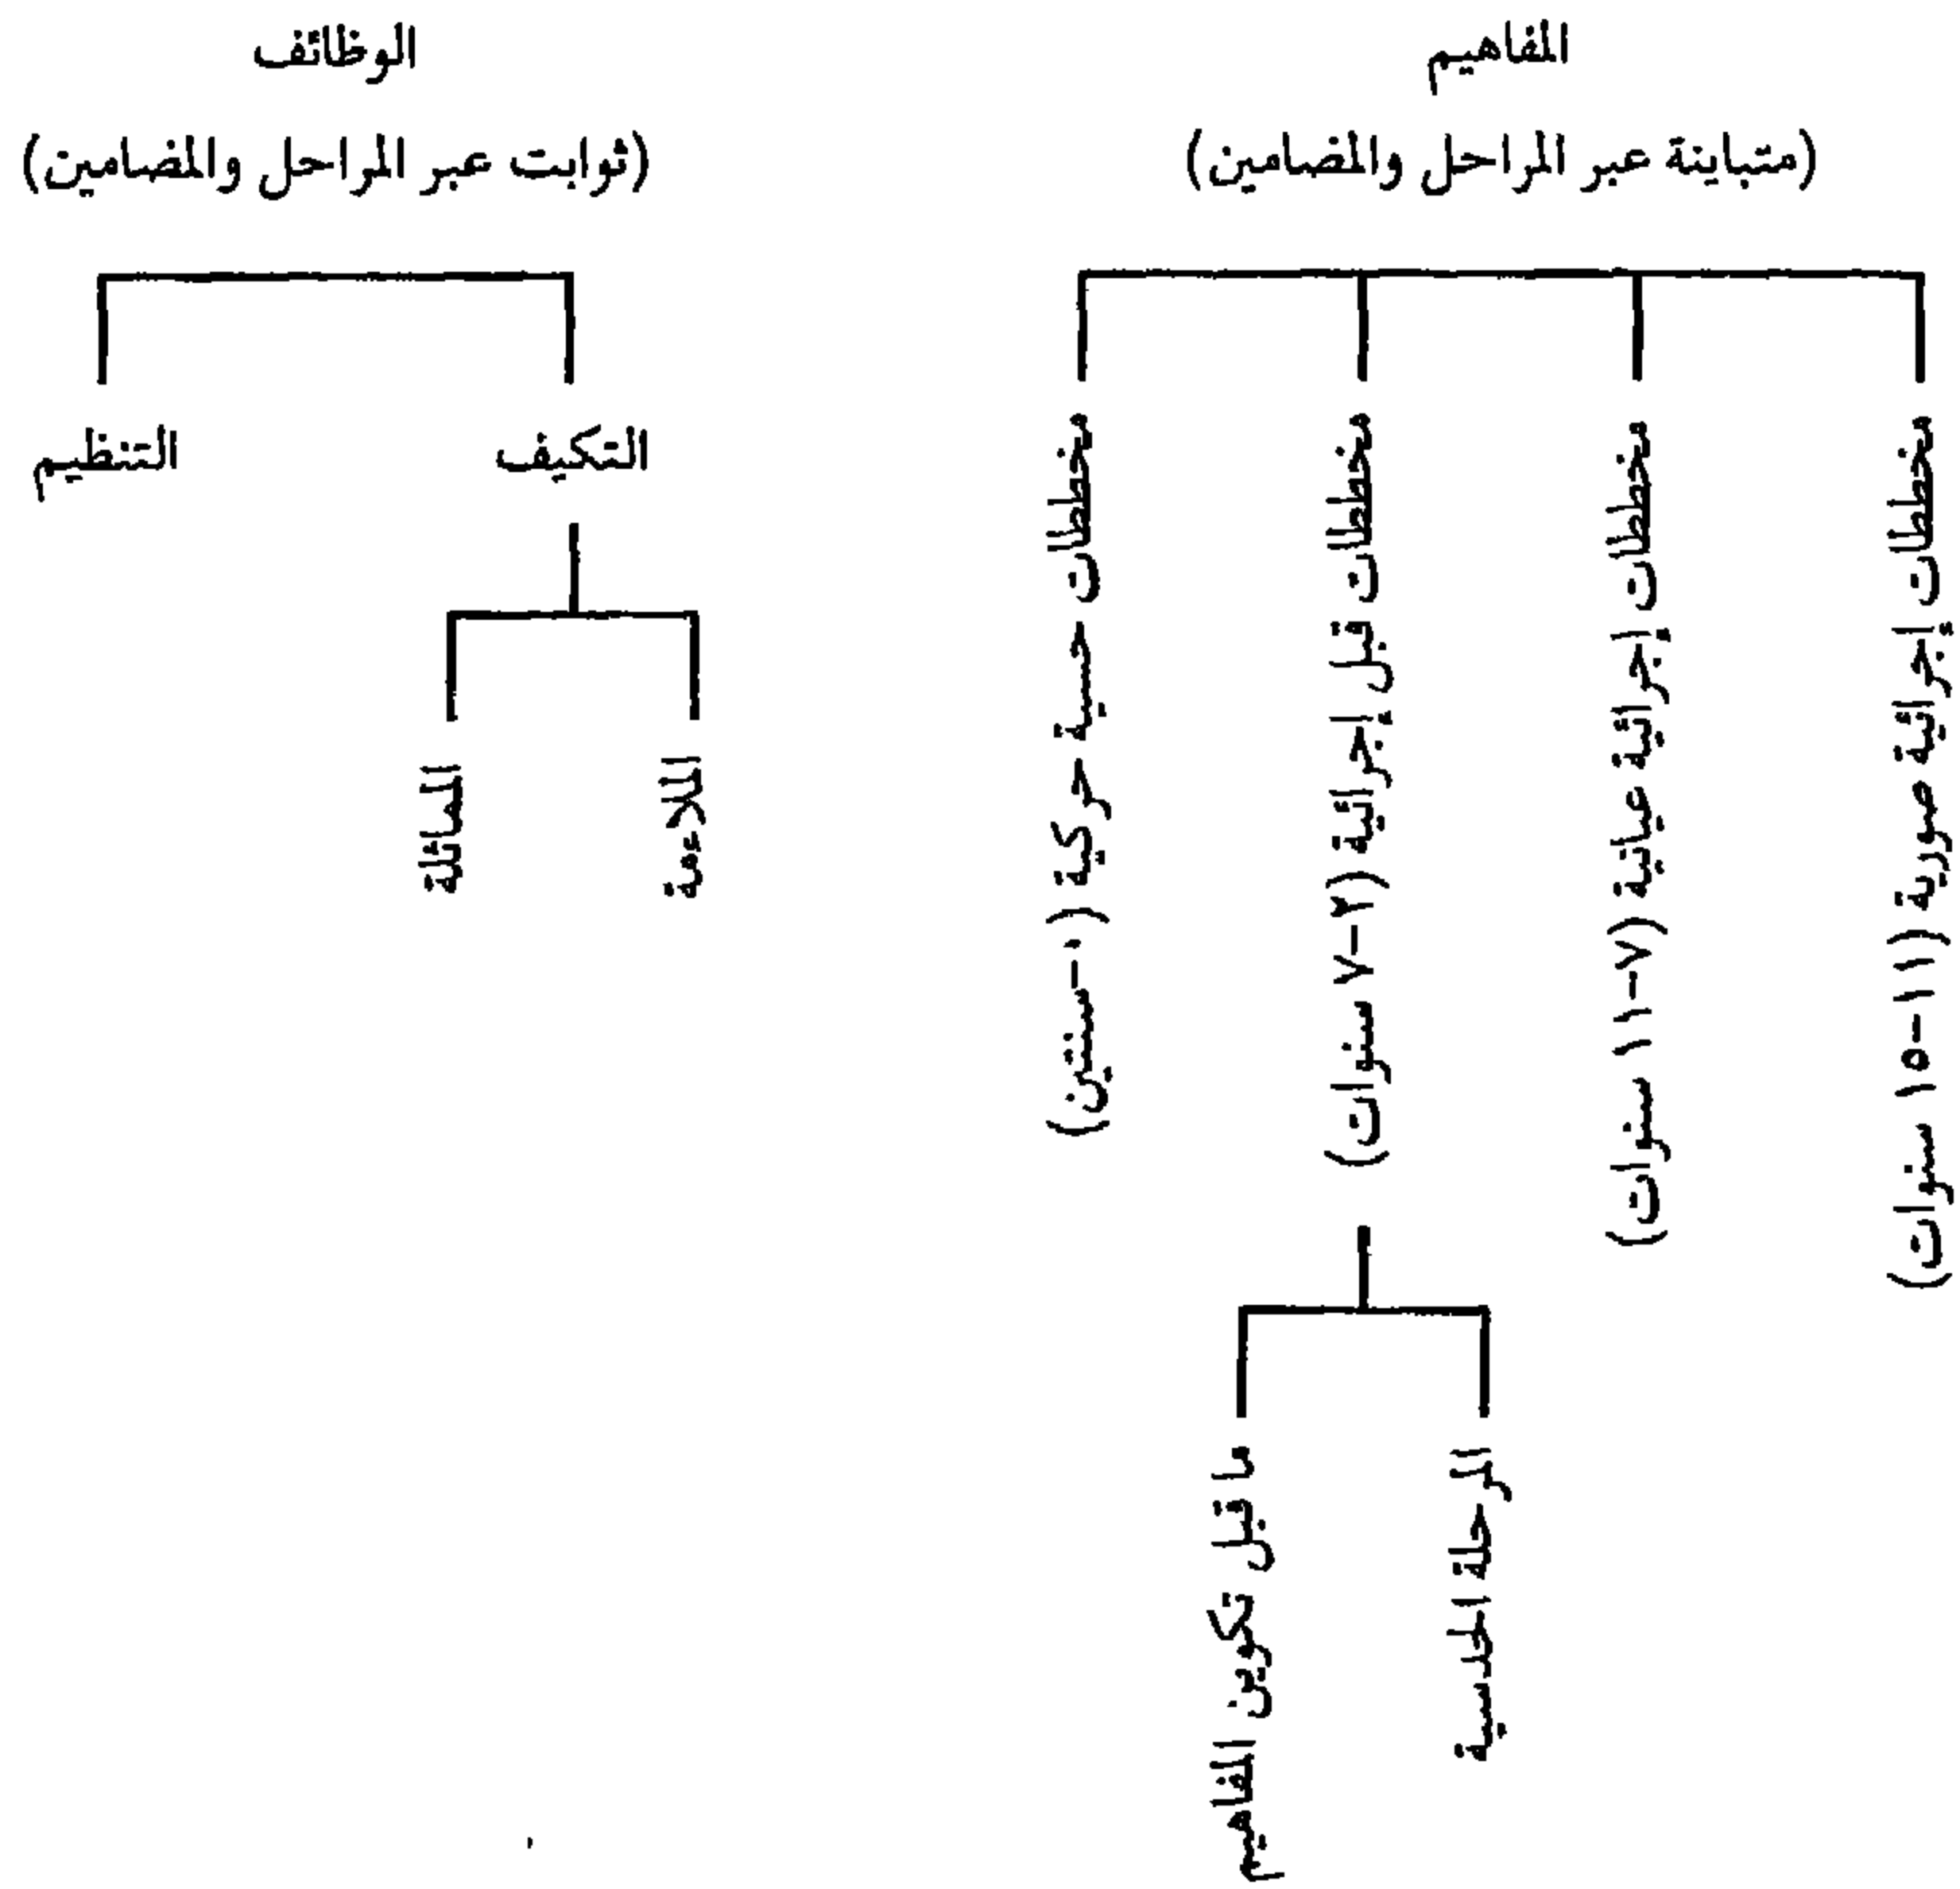 المفاهيم
(متباينة عبر المراحل والمضامين)
مخططات إجرائية صورية (١١-١٥ سنوات)
مخططات إجرائية عيانية (٧-١١ سنوات)
مخططات قبل إجرائية (٢-٧ سنوات)
مخططات حسية حركية (٠-سنتين)
المرحلة الحدسية
ما قبل تكوين المفاهيم
الوظائف
(ثوابت عبر المراحل والمضامين)
التكيف
التنظيم
الملاءمة
المماثلة